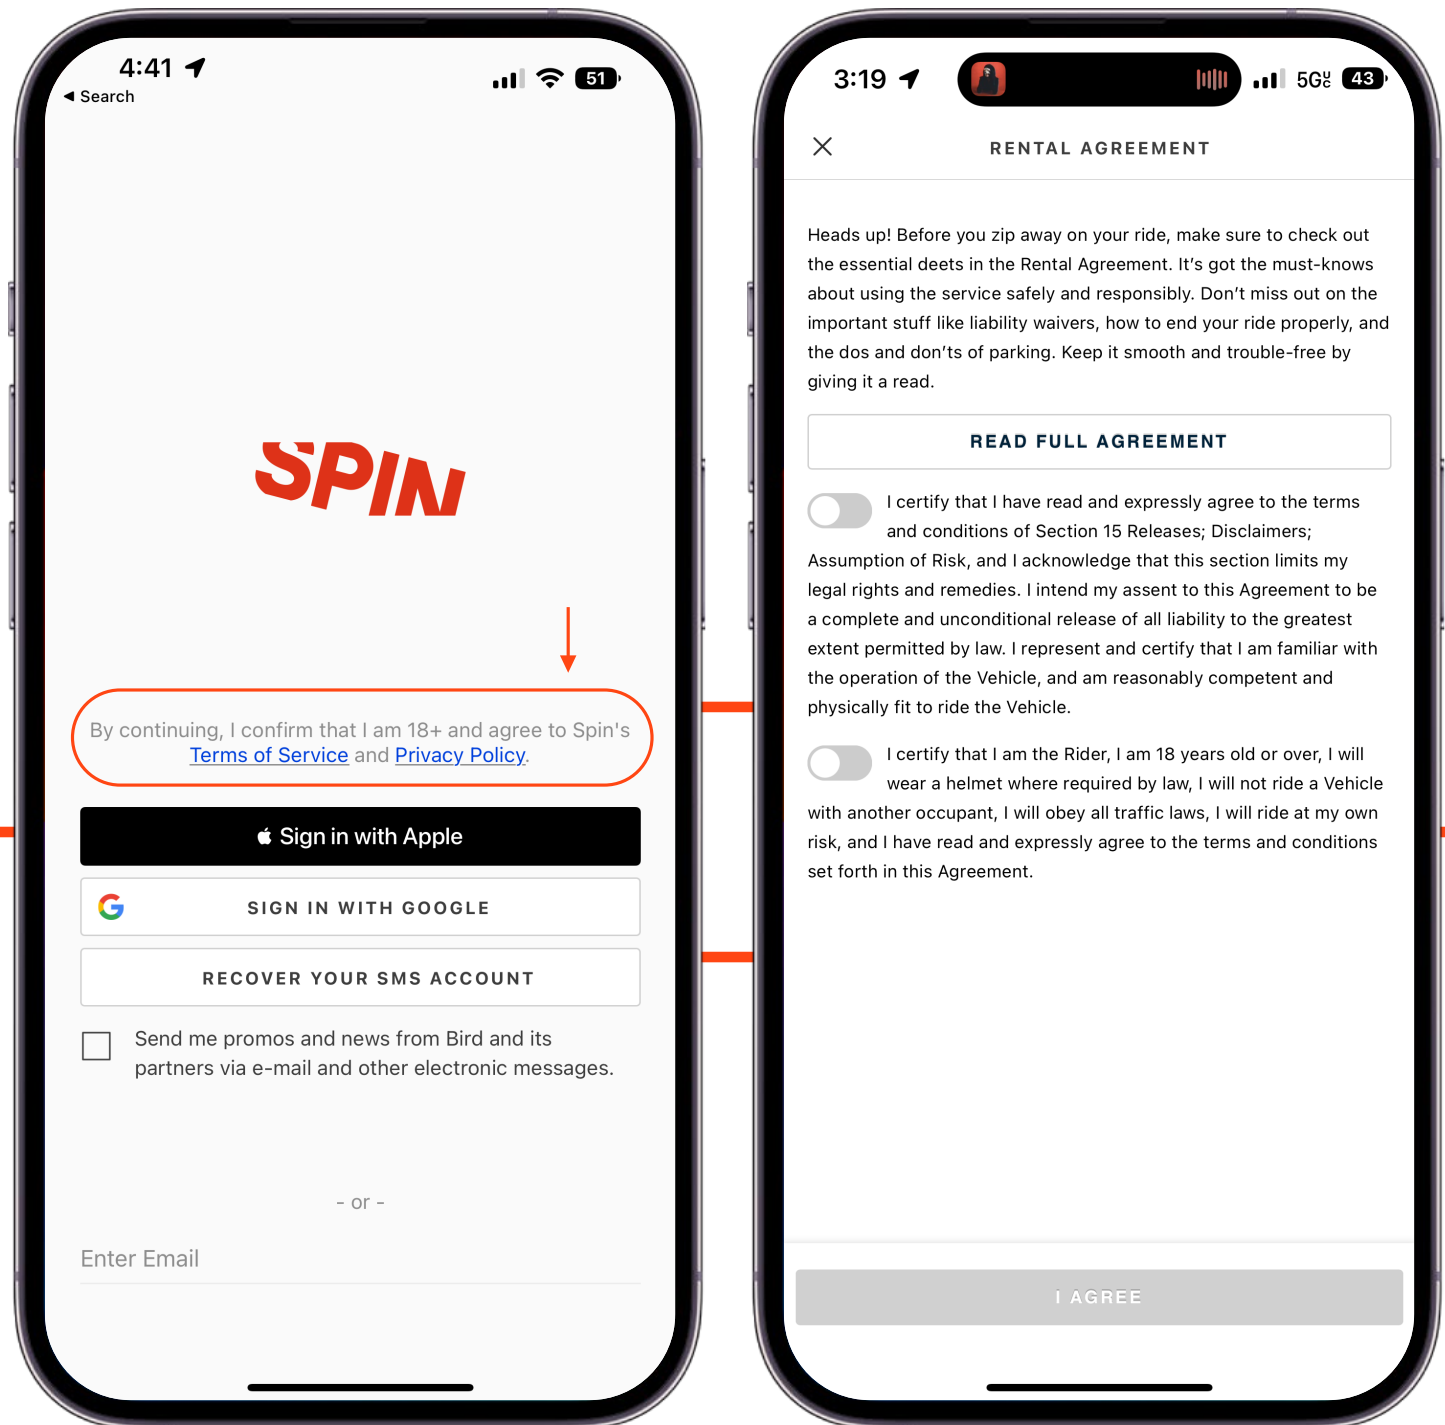 4:41
51
◀ Search
SPIN
By continuing, I confirm that I am 18+ and agree to Spin's
Terms of Service and Privacy Policy.
Sign in with Apple
SIGN IN WITH GOOGLE
RECOVER YOUR SMS ACCOUNT
Send me promos and news from Bird and its
partners via e-mail and other electronic messages.
- or -
Enter Email
3:19
5G
43
RENTAL AGREEMENT
Heads up! Before you zip away on your ride, make sure to check out
the essential deets in the Rental Agreement. It’s got the must-knows
about using the service safely and responsibly. Don’t miss out on the
important stuff like liability waivers, how to end your ride properly, and
the dos and don’ts of parking. Keep it smooth and trouble-free by
giving it a read.
READ FULL AGREEMENT
I certify that I have read and expressly agree to the terms
and conditions of Section 15 Releases; Disclaimers;
Assumption of Risk, and I acknowledge that this section limits my
legal rights and remedies. I intend my assent to this Agreement to be
a complete and unconditional release of all liability to the greatest
extent permitted by law. I represent and certify that I am familiar with
the operation of the Vehicle, and am reasonably competent and
physically fit to ride the Vehicle.
I certify that I am the Rider, I am 18 years old or over, I will
wear a helmet where required by law, I will not ride a Vehicle
with another occupant, I will obey all traffic laws, I will ride at my own
risk, and I have read and expressly agree to the terms and conditions
set forth in this Agreement.
I AGREE